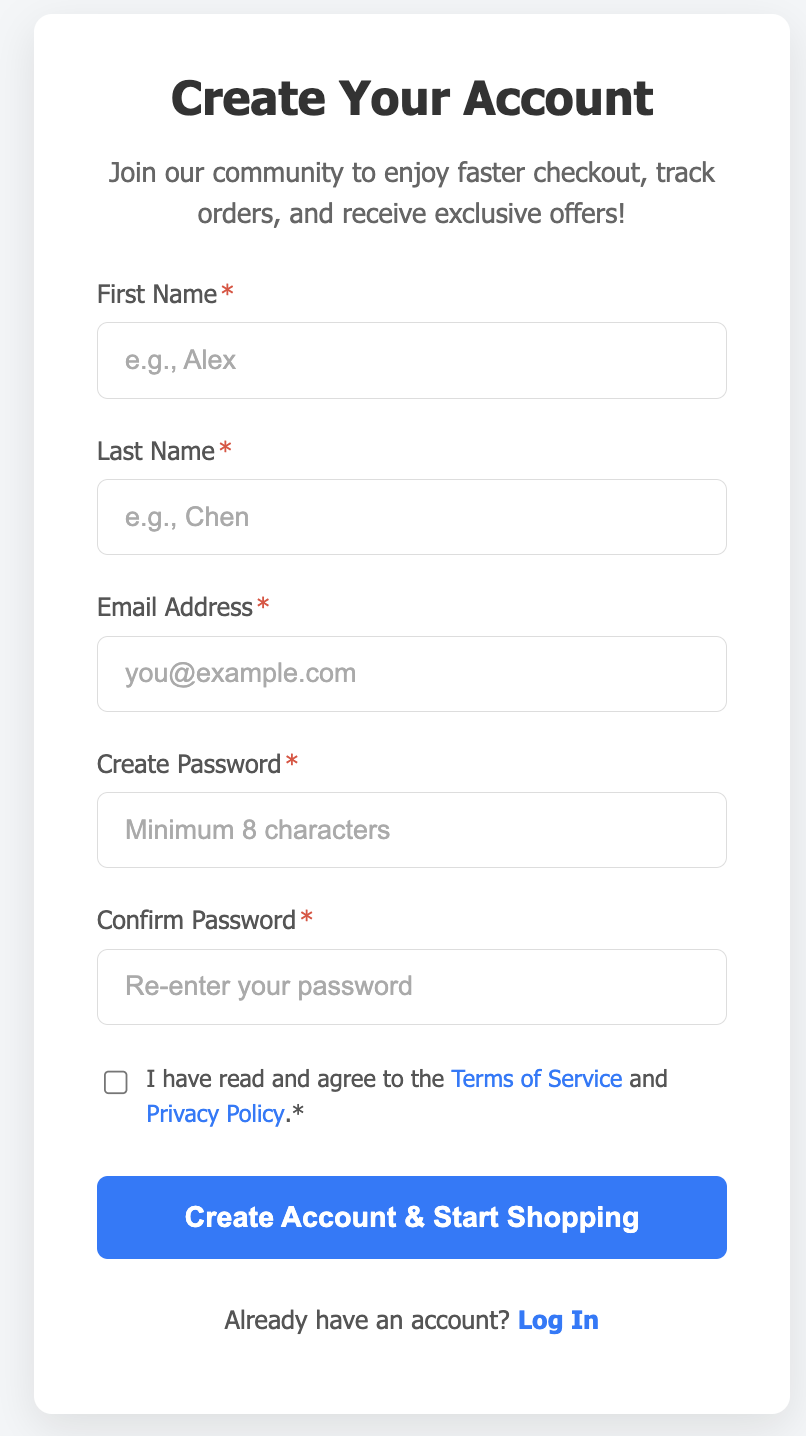 Create Your Account
Join our community to enjoy faster checkout, track
orders, and receive exclusive offers!
First Name*
e.g., Alex
Last Name*
e.g., Chen
Email Address*
you@example.com
Create Password*
Minimum 8 characters
Confirm Password*
Re-enter your password
I have read and agree to the Terms of Service and
Privacy Policy.*
Create Account & Start Shopping
Already have an account? Log In